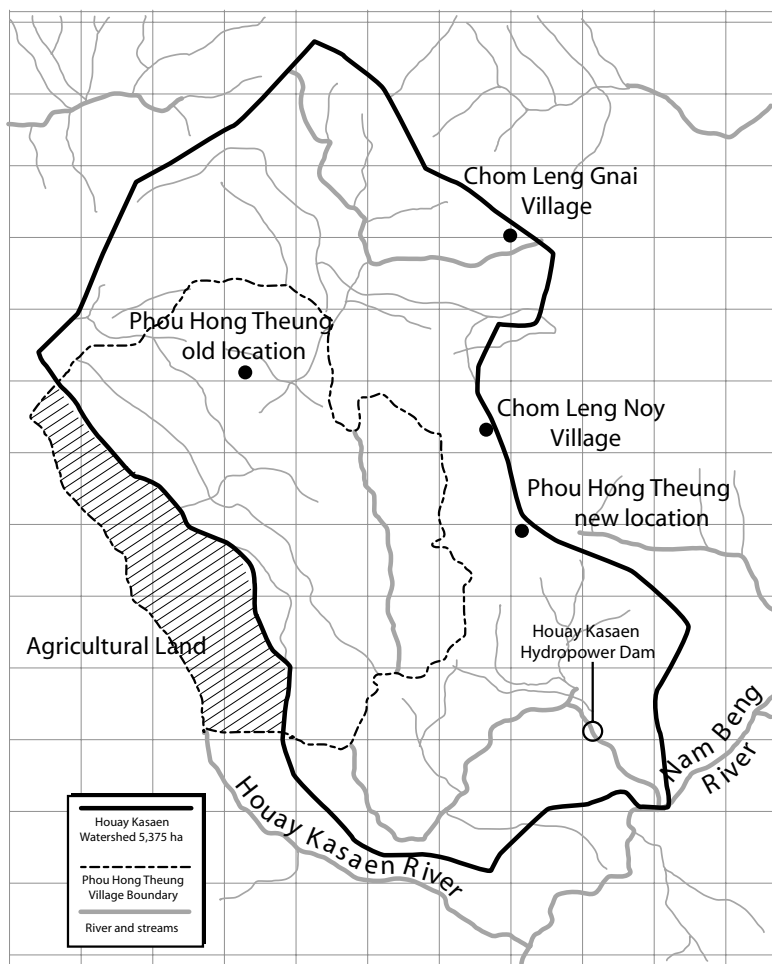 Chom Leng Gnai
Village
Phou Hong Theung
old location
Chom Leng Noy
Village
Phou Hong Theung
new location
Agricultural Land
Houay Kasaen
Hydropower Dam
Nam Beng
River
Houay Kasaen River
Houay Kasaen
Watershed 5,375 ha
Phou Hong Theung
Village Boundary
River and streams